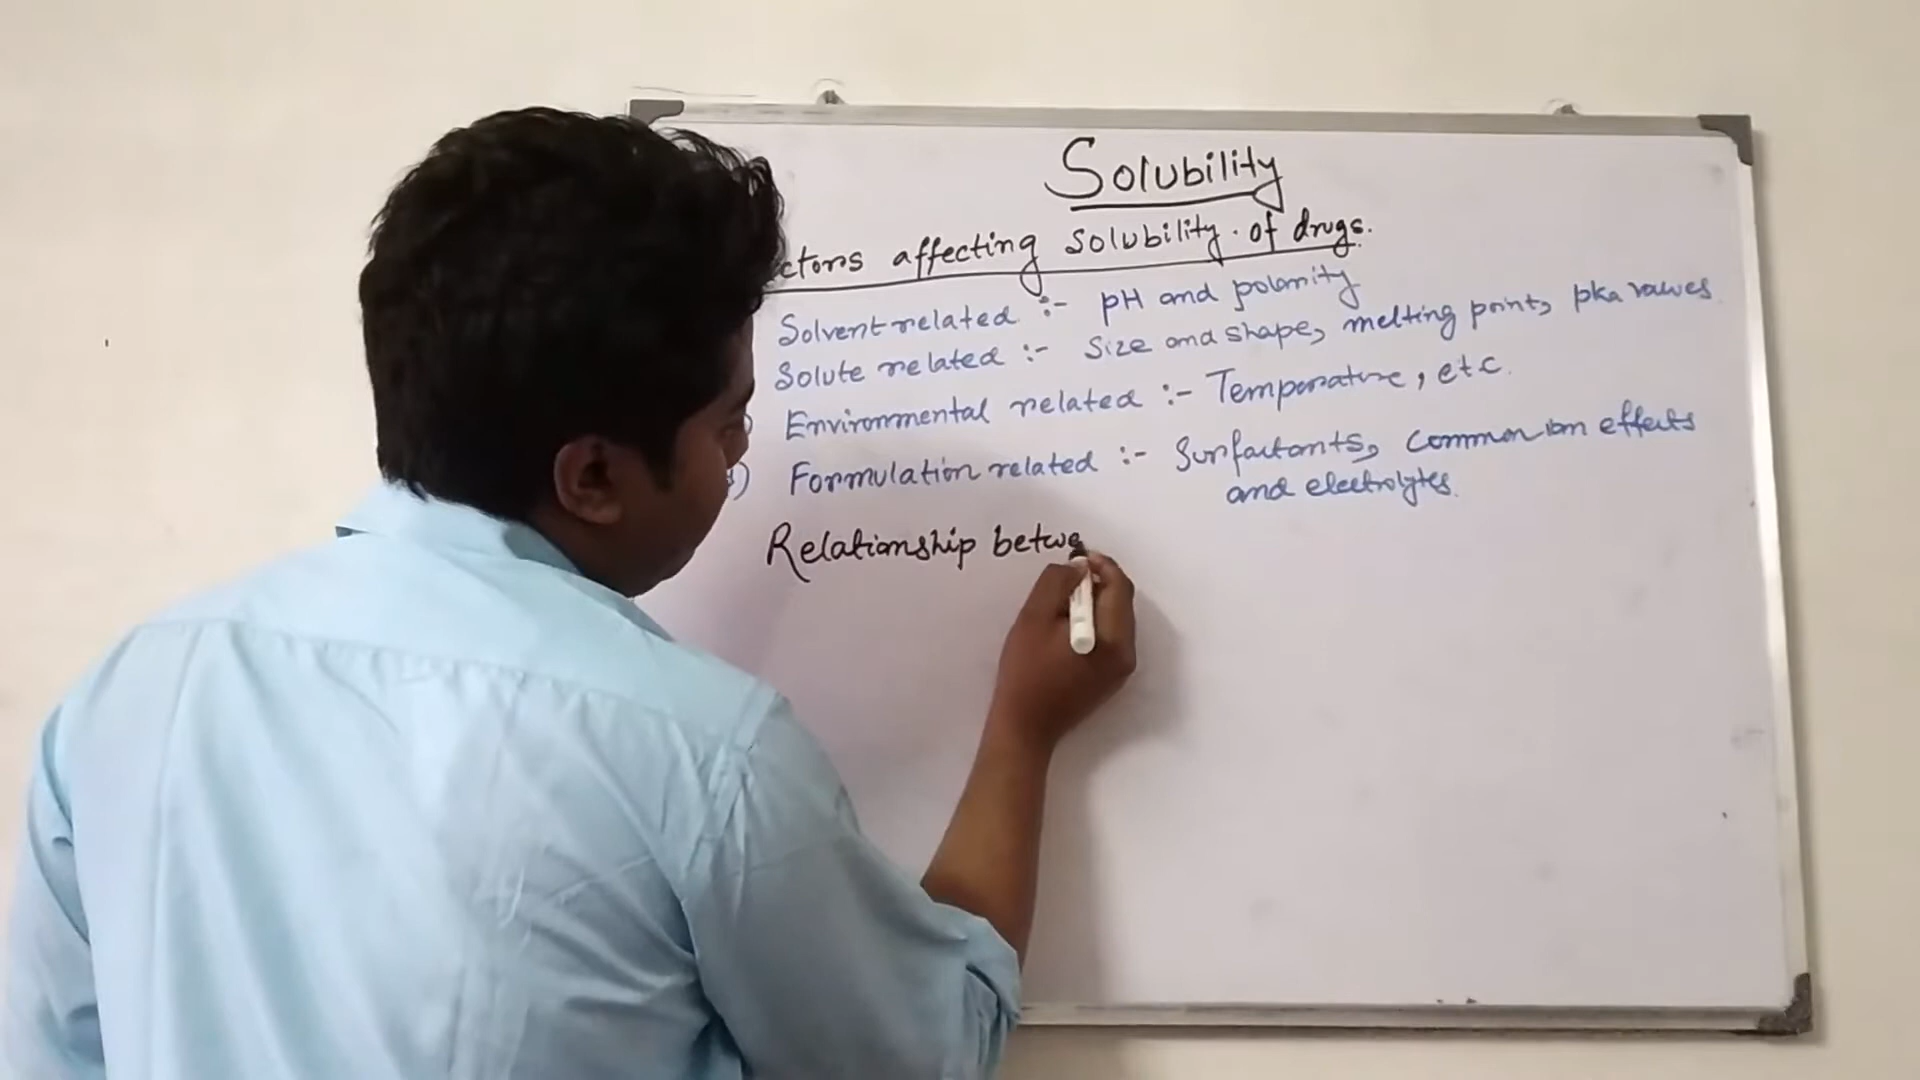 Solubility
ctors affecting solubility of drugs.
Solvent related :- pH and polarity
Solute related :- Size and shape, melting points, pka values
) Environmental related :- Temperature, etc.
) Formulation related :- Surfactants, common ion effects
and electrolytes.
Relationship betwe